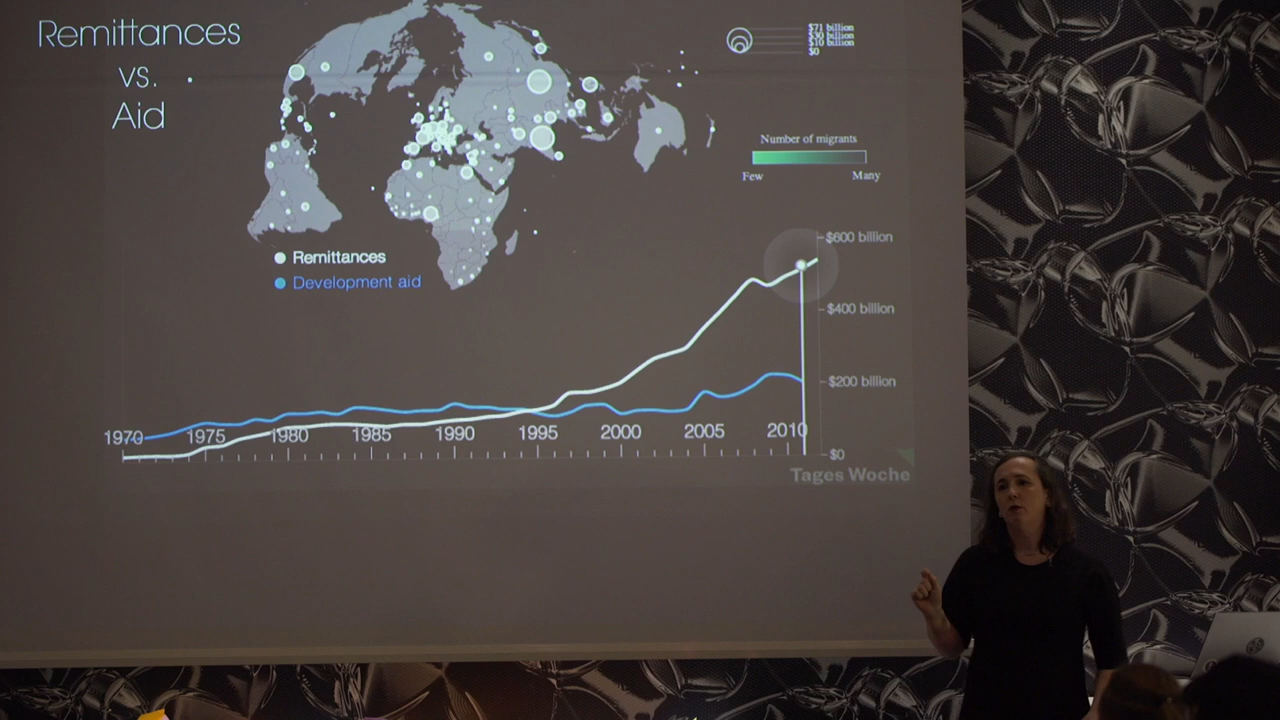 Remittances
vs.
Aid
$71 billion
$30 billion
$10 billion
$0
Number of migrants
Few Many
Remittances
Development aid
$600 billion
$400 billion
$200 billion
$0
1970 1975 1980 1985 1990 1995 2000 2005 2010
Tages Woche